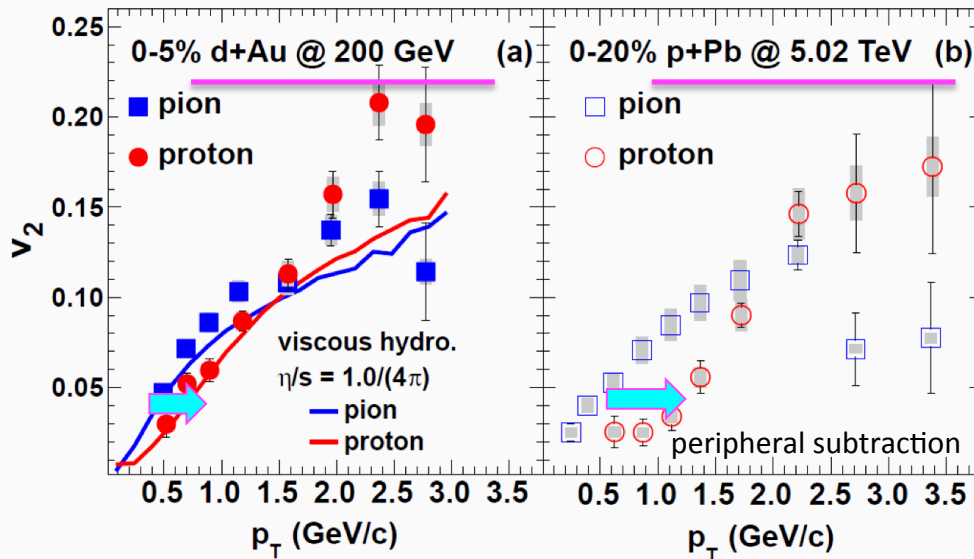 0.25
0.20
0.15
0.10
0.05
v2
0-5% d+Au @ 200 GeV (a)
pion
proton
viscous hydro.
η/s = 1.0/(4π)
pion
proton
0.5 1.0 1.5 2.0 2.5 3.0
pT (GeV/c)
0-20% p+Pb @ 5.02 TeV (b)
pion
proton
peripheral subtraction
0.5 1.0 1.5 2.0 2.5 3.0 3.5
pT (GeV/c)